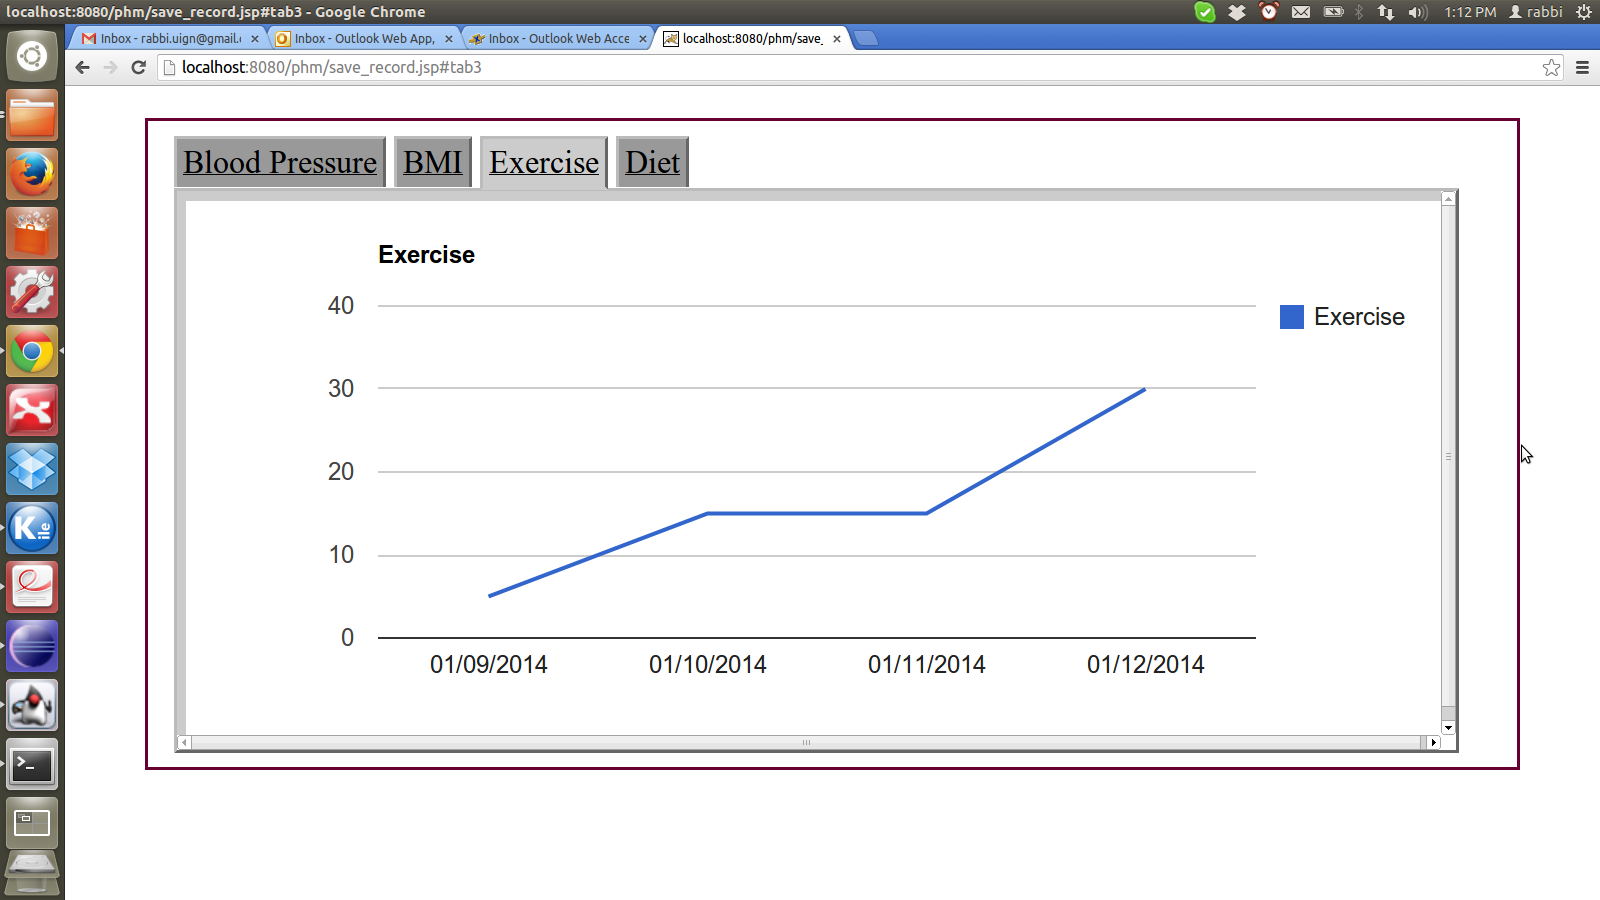 localhost:8080/phm/save_record.jsp#tab3 - Google Chrome
1:12 PM rabbi
Inbox - rabbi.uign@gmail.
Inbox - Outlook Web App,
Inbox - Outlook Web Acce
localhost:8080/phm/save_
localhost:8080/phm/save_record.jsp#tab3
Blood Pressure BMI Exercise Diet
Exercise
40
Exercise
30
20
10
0
01/09/2014 01/10/2014 01/11/2014 01/12/2014